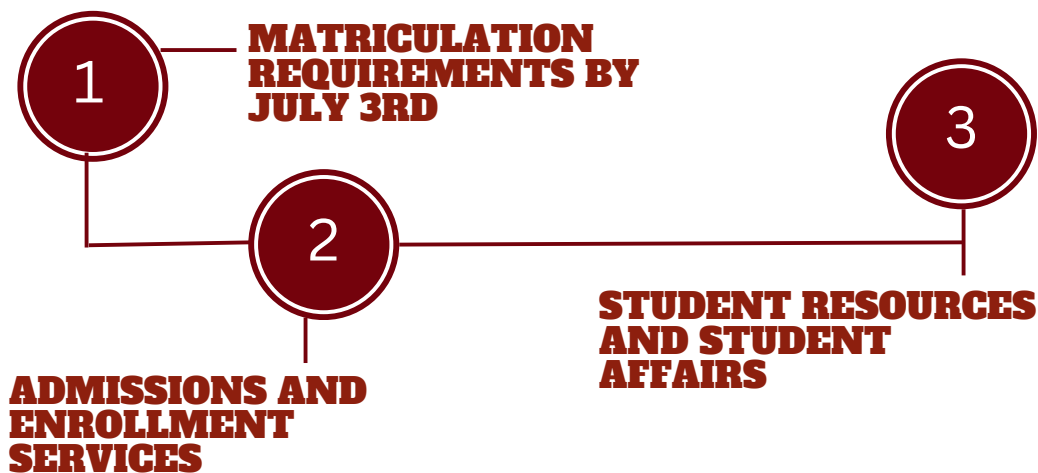 1
MATRICULATION
REQUIREMENTS BY
JULY 3RD
2
ADMISSIONS AND
ENROLLMENT
SERVICES
3
STUDENT RESOURCES
AND STUDENT
AFFAIRS